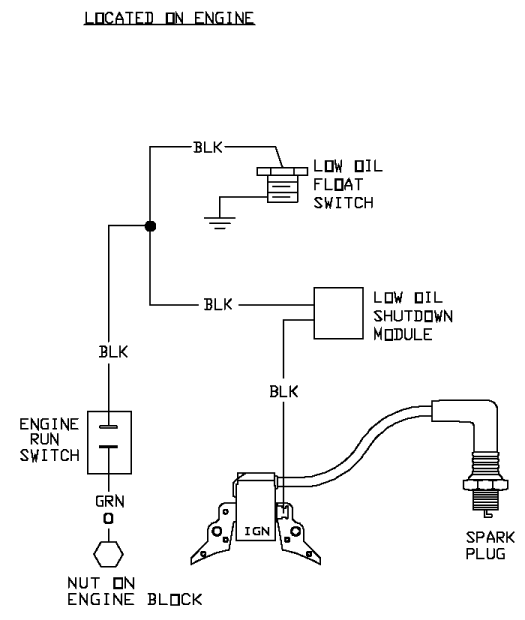 LOCATED ON ENGINE
BLK
LOW OIL
FLOAT
SWITCH
BLK
LOW OIL
SHUTDOWN
MODULE
BLK
BLK
ENGINE
RUN
SWITCH
GRN
IGN
SPARK
PLUG
NUT ON
ENGINE BLOCK